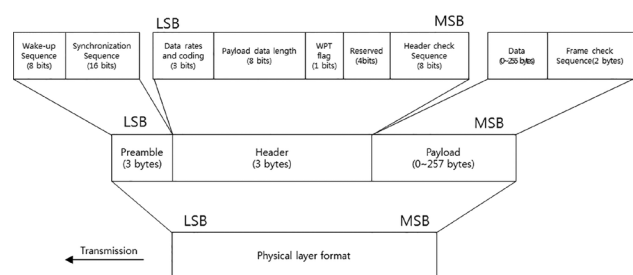 LSB
MSB
Wake-up
Sequence
(8 bits)
Synchronization
Sequence
(16 bits)
Data rates
and coding
(3 bits)
Payload data length
(8 bits)
WPT
flag
(1 bits)
Reserved
(4bits)
Header check
Sequence
(8 bits)
Data
(0~255 bytes)
Frame check
Sequence(2 bytes)
LSB
MSB
Preamble
(3 bytes)
Header
(3 bytes)
Payload
(0~257 bytes)
LSB
MSB
Transmission
Physical layer format